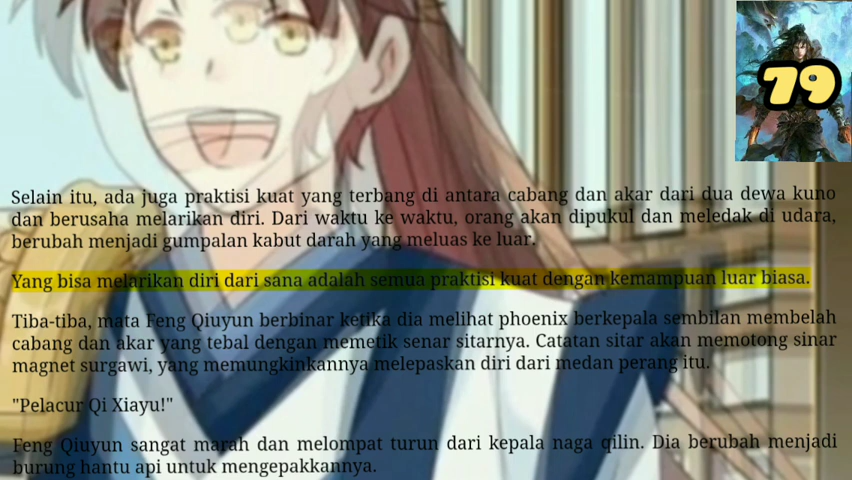 79
Selain itu, ada juga praktisi kuat yang terbang di antara cabang dan akar dari dua dewa kuno
dan berusaha melarikan diri. Dari waktu ke waktu, orang akan dipukul dan meledak di udara,
berubah menjadi gumpalan kabut darah yang meluas ke luar.
Yang bisa melarikan diri dari sana adalah semua praktisi kuat dengan kemampuan luar biasa.
Tiba-tiba, mata Feng Qiuyun berbinar ketika dia melihat phoenix berkepala sembilan membelah
cabang dan akar yang tebal dengan memetik senar sitarnya. Catatan sitar akan memotong sinar
magnet surgawi, yang memungkinkannya melepaskan diri dari medan perang itu.
"Pelacur Qi Xiayu!"
Feng Qiuyun sangat marah dan melompat turun dari kepala naga qilin. Dia berubah menjadi
burung hantu api untuk mengepakkannya.